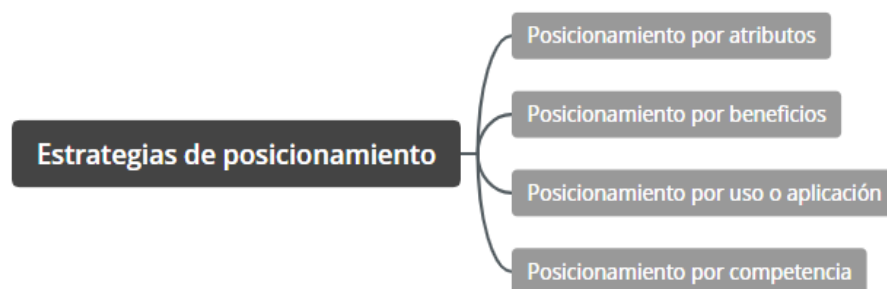 Posicionamiento por atributos
Posicionamiento por beneficios
Estrategias de posicionamiento
Posicionamiento por uso o aplicación
Posicionamiento por competencia